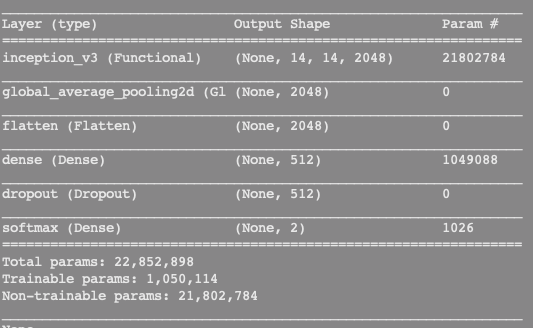 Layer (type) Output Shape Param #
inception_v3 (Functional) (None, 14, 14, 2048) 21802784
global_average_pooling2d (Gl (None, 2048) 0
flatten (Flatten) (None, 2048) 0
dense (Dense) (None, 512) 1049088
dropout (Dropout) (None, 512) 0
softmax (Dense) (None, 2) 1026
Total params: 22,852,898
Trainable params: 1,050,114
Non-trainable params: 21,802,784
None